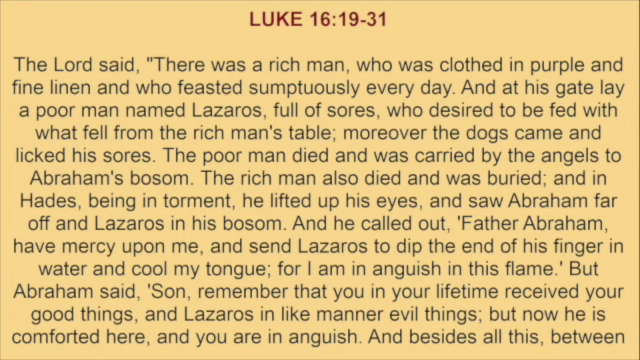 LUKE 16:19-31
The Lord said, "There was a rich man, who was clothed in purple and
fine linen and who feasted sumptuously every day. And at his gate lay
a poor man named Lazaros, full of sores, who desired to be fed with
what fell from the rich man's table; moreover the dogs came and
licked his sores. The poor man died and was carried by the angels to
Abraham's bosom. The rich man also died and was buried; and in
Hades, being in torment, he lifted up his eyes, and saw Abraham far
off and Lazaros in his bosom. And he called out, 'Father Abraham,
have mercy upon me, and send Lazaros to dip the end of his finger in
water and cool my tongue; for I am in anguish in this flame.' But
Abraham said, 'Son, remember that you in your lifetime received your
good things, and Lazaros in like manner evil things; but now he is
comforted here, and you are in anguish. And besides all this, between